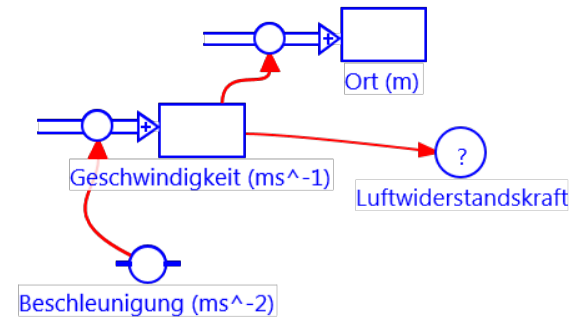 Ort (m)
Geschwindigkeit (ms^-1)
?
Luftwiderstandskraft
Beschleunigung (ms^-2)